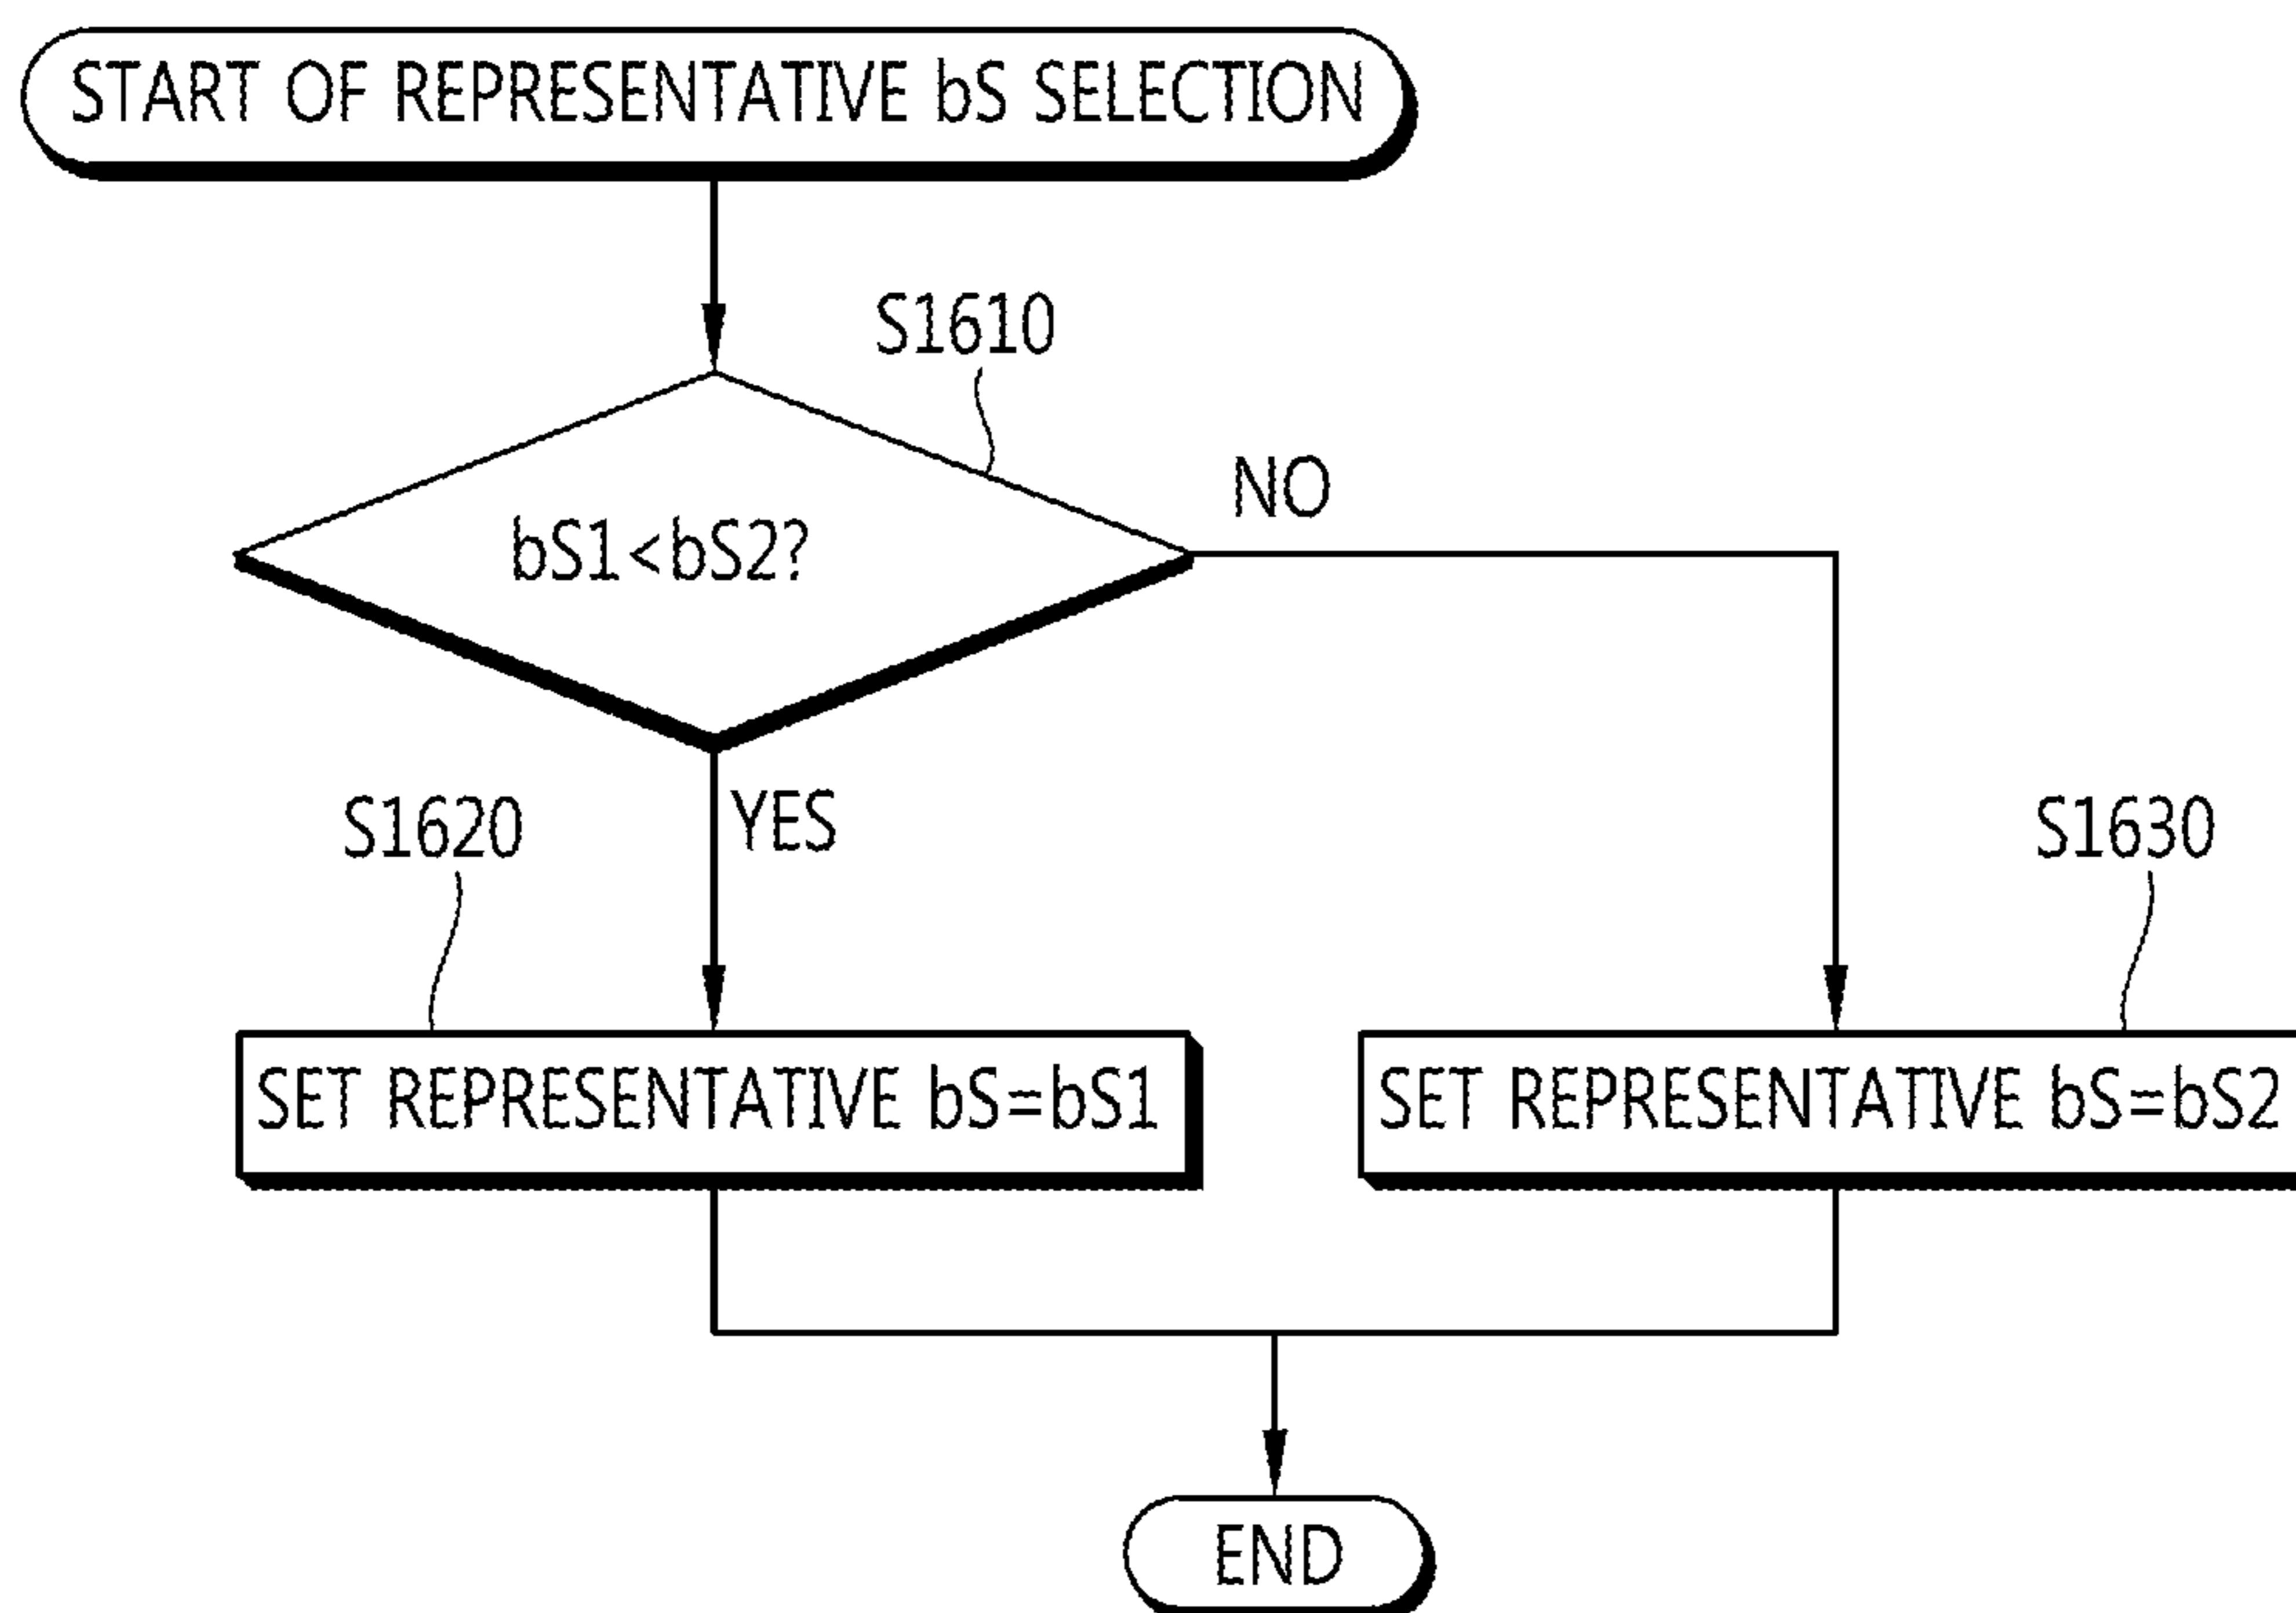 START OF REPRESENTATIVE bS SELECTION
S1610
bS1<bS2?
NO
YES
S1620
S1630
SET REPRESENTATIVE bS=bS1
SET REPRESENTATIVE bS=bS2
END